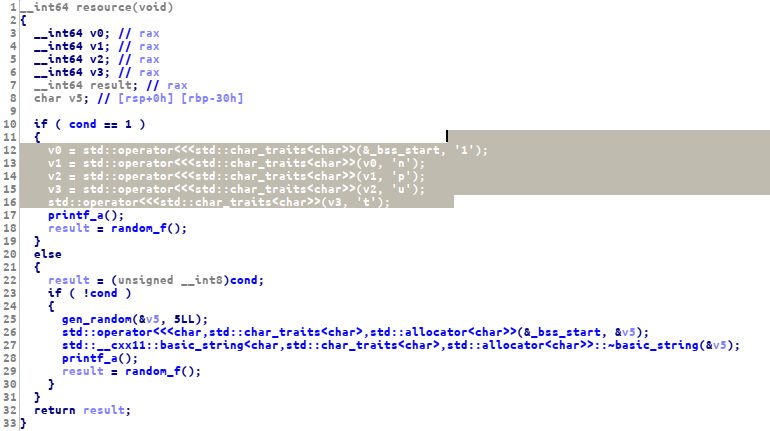 1 __int64 resource(void)
2 {
3 __int64 v0; // rax
4 __int64 v1; // rax
5 __int64 v2; // rax
6 __int64 v3; // rax
7 __int64 result; // rax
8 char v5; // [rsp+0h] [rbp-30h]
9
10 if ( cond == 1 )
11 {
12 v0 = std::operator<<<std::char_traits<char>>(&_bss_start, '1');
13 v1 = std::operator<<<std::char_traits<char>>(v0, 'n');
14 v2 = std::operator<<<std::char_traits<char>>(v1, 'p');
15 v3 = std::operator<<<std::char_traits<char>>(v2, 'u');
16 std::operator<<<std::char_traits<char>>(v3, 't');
17 printf_a();
18 result = random_f();
19 }
20 else
21 {
22 result = (unsigned __int8)cond;
23 if ( !cond )
24 {
25 gen_random(&v5, 5LL);
26 std::operator<<<char,std::char_traits<char>,std::allocator<char>>(&_bss_start, &v5);
27 std::__cxx11::basic_string<char,std::char_traits<char>,std::allocator<char>>::~basic_string(&v5);
28 printf_a();
29 result = random_f();
30 }
31 }
32 return result;
33 }